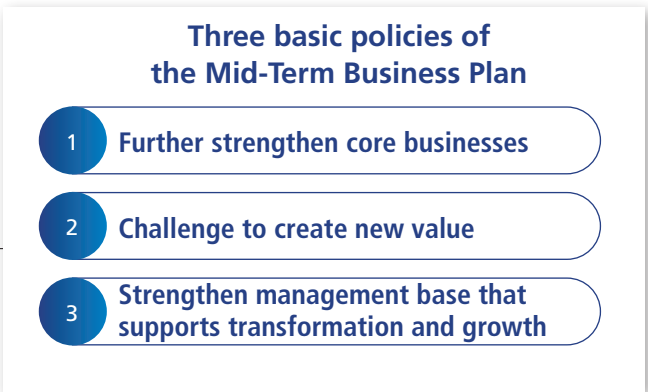 Three basic policies of
the Mid-Term Business Plan
1 Further strengthen core businesses
2 Challenge to create new value
3 Strengthen management base that
supports transformation and growth